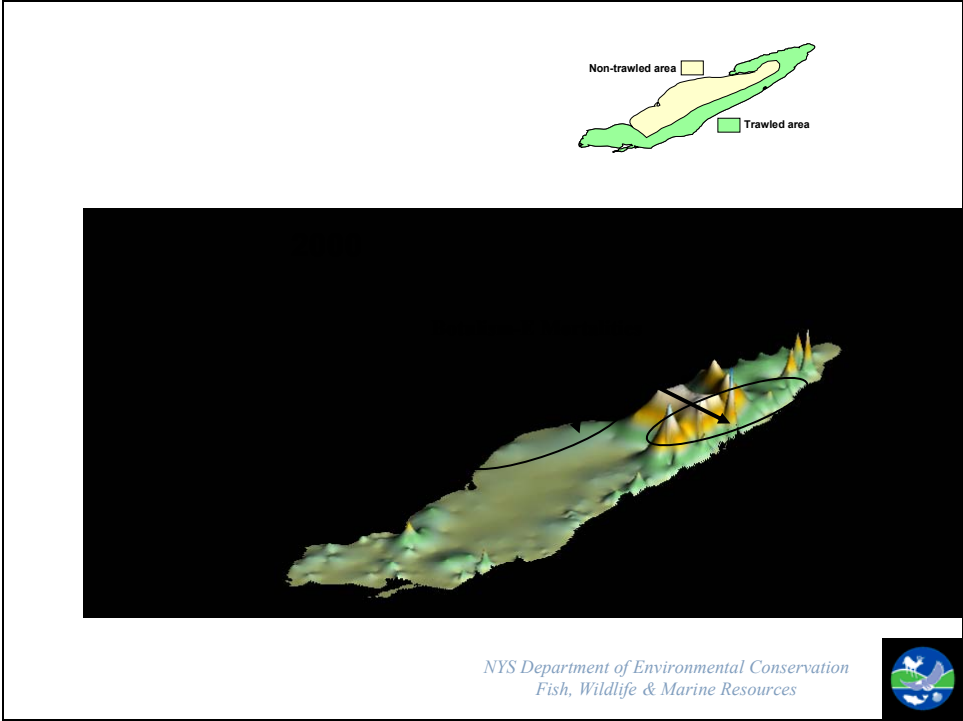 Non-trawled area
Trawled area
NYS Department of Environmental Conservation
Fish, Wildlife & Marine Resources